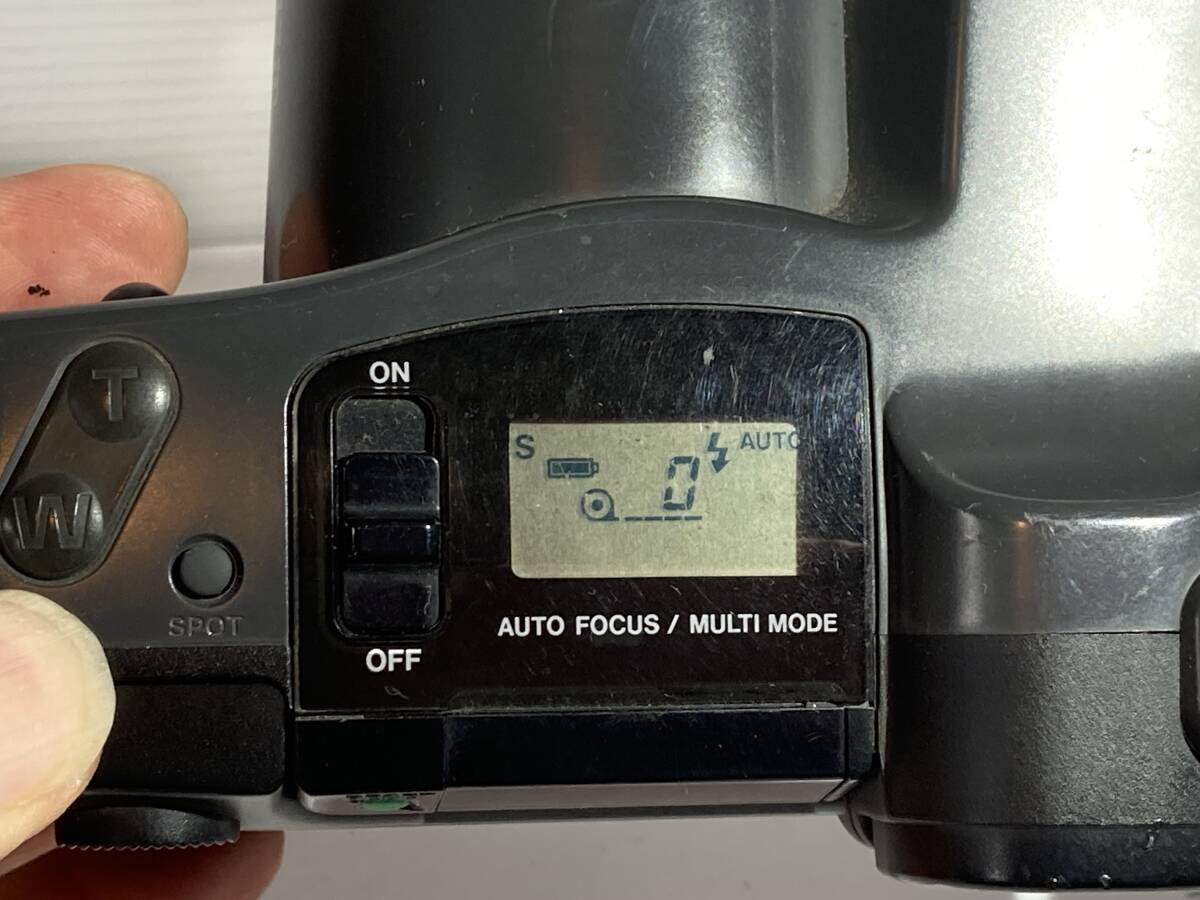 T
W
SPOT
ON
OFF
S
AUTO
0
AUTO FOCUS / MULTI MODE